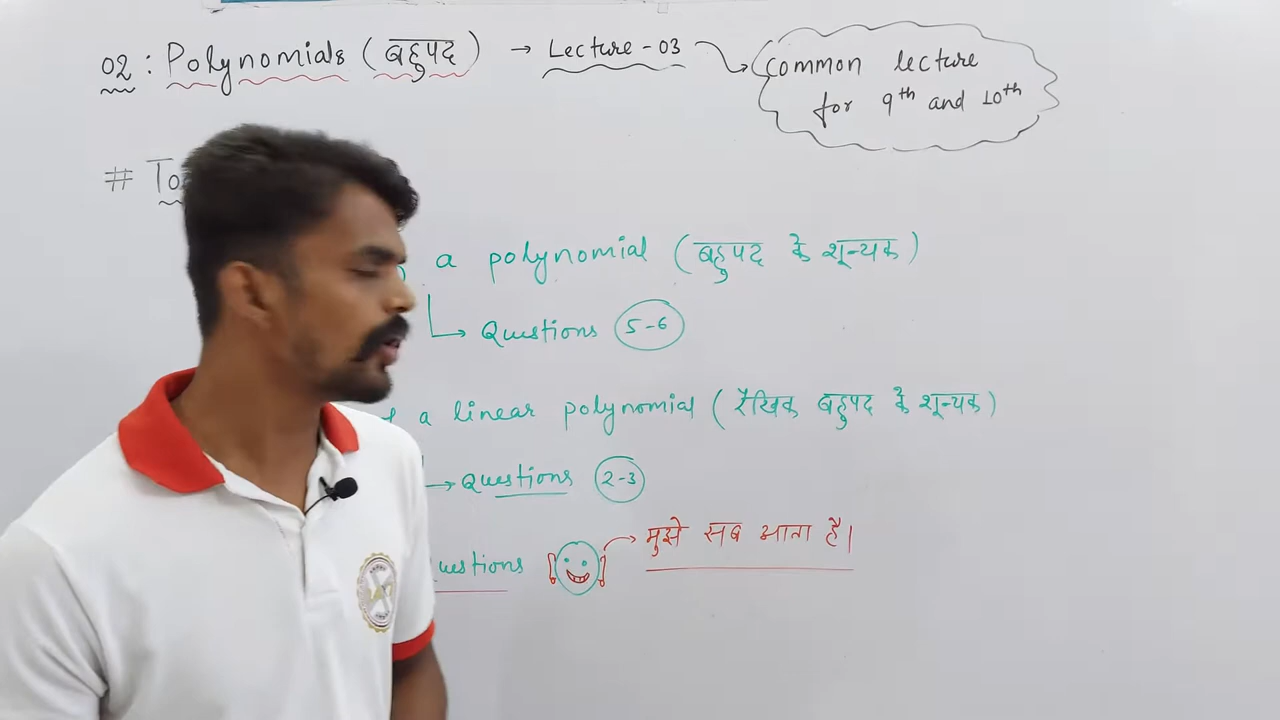 02 : Polynomials (बहुपद) → Lecture - 03
Common lecture
for 9th and 10th
# To
a polynomial (बहुपद के शून्यक)
→ Questions 5-6
a linear polynomial (रैखिक बहुपद के शून्यक)
→ Questions 2-3
uestions
मुझे सब आता है।